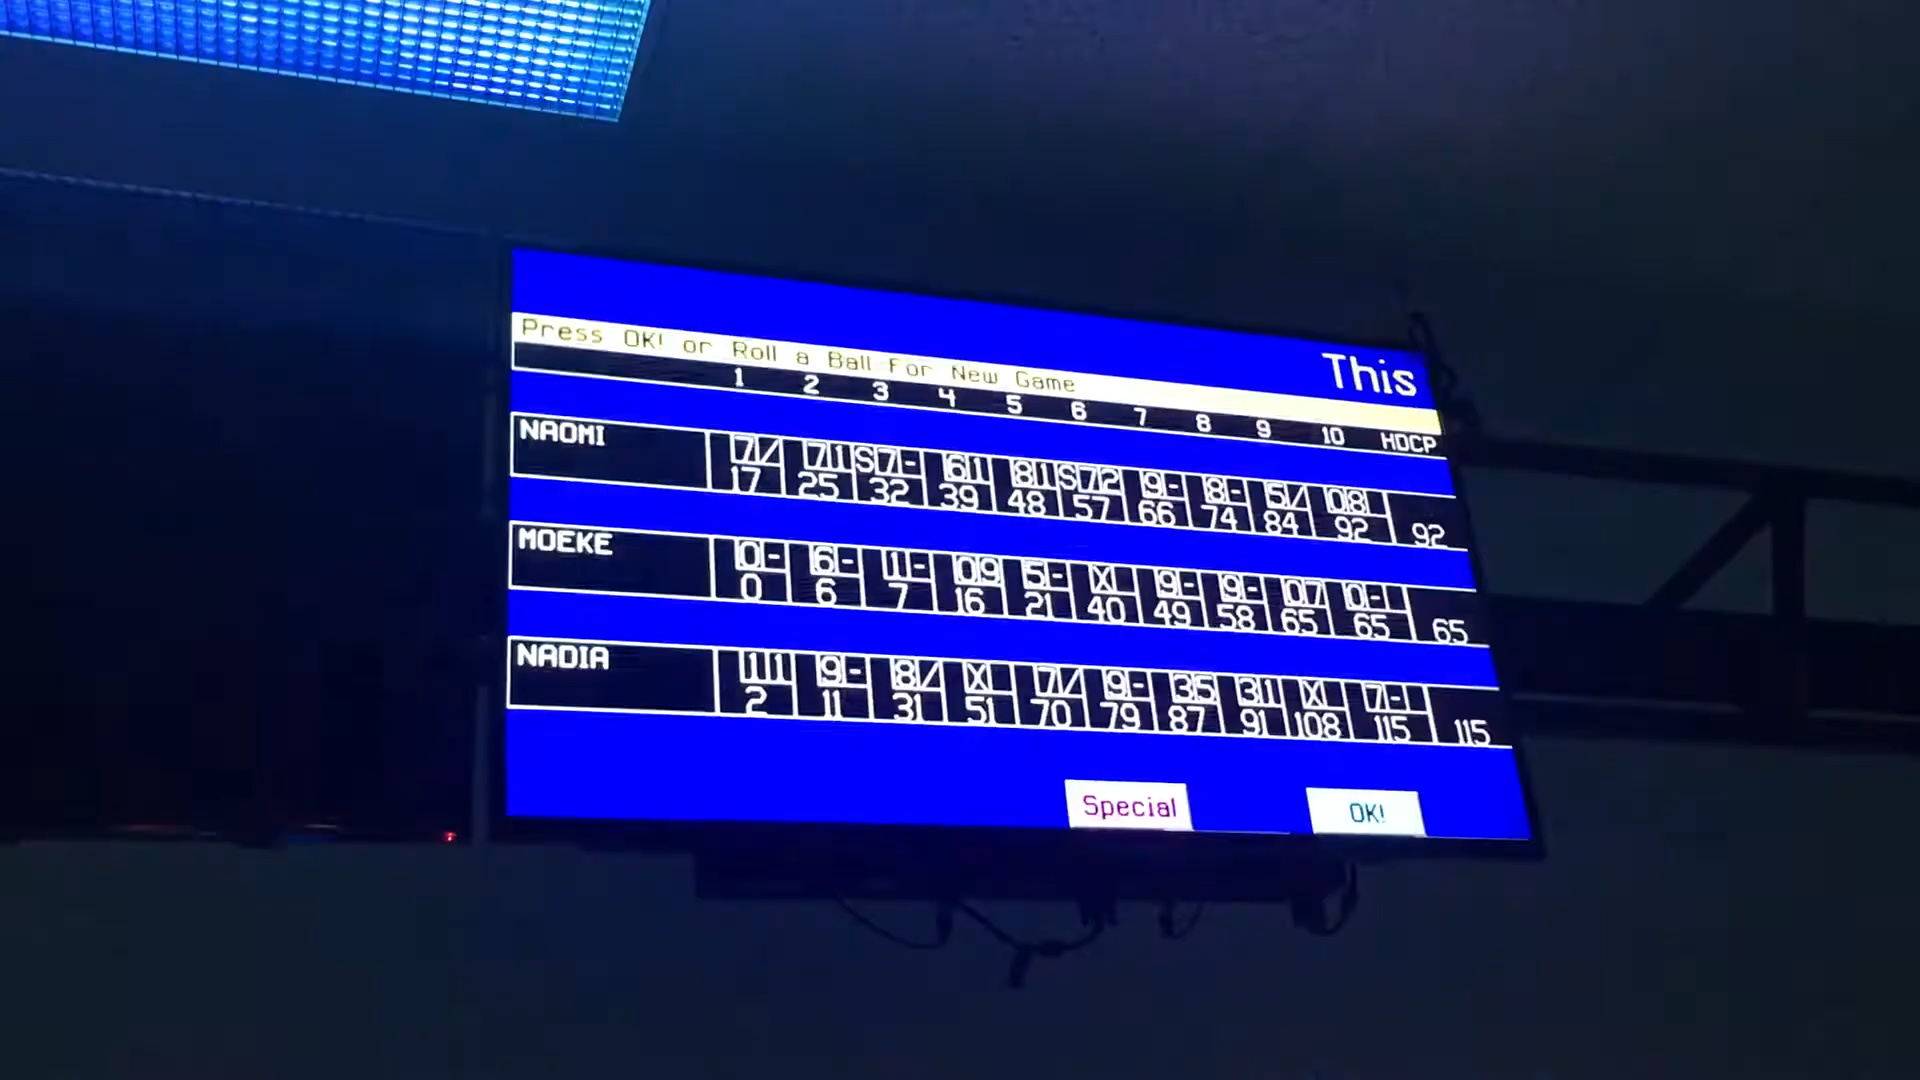 This
Press OK! or Roll a Ball For New Game
1 2 3 4 5 6 7 8 9 10 HDCP
NAOMI 7/ 71 S7- 61 81 S72 9- 8- 5/ 08
17 25 32 39 48 57 66 74 84 92 92
MOEKE 0- 6- 1- 09 5- X 9- 9- 07 0-
0 6 7 16 21 40 49 58 65 65 65
NADIA 11 9- 8/ X 7/ 9- 35 31 X 7-
2 11 31 51 70 79 87 91 108 115 115
Special OK!